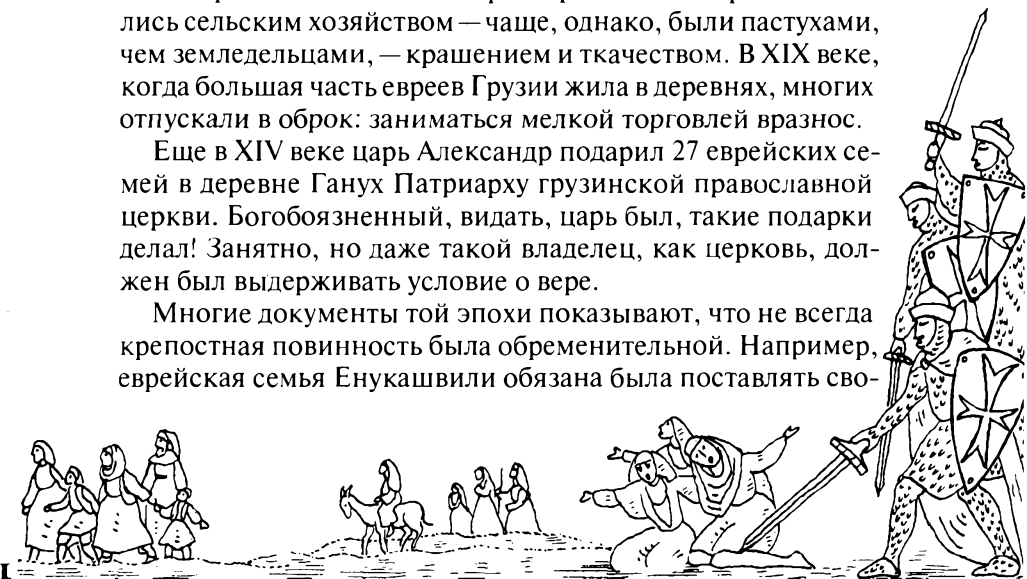 лись сельским хозяйством — чаще, однако, были пастухами,
чем земледельцами, — крашением и ткачеством. В XIX веке,
когда большая часть евреев Грузии жила в деревнях, многих
отпускали в оброк: заниматься мелкой торговлей вразнос.
Еще в XIV веке царь Александр подарил 27 еврейских се-
мей в деревне Ганух Патриарху грузинской православной
церкви. Богобоязненный, видать, царь был, такие подарки
делал! Занятно, но даже такой владелец, как церковь, дол-
жен был выдерживать условие о вере.
Многие документы той эпохи показывают, что не всегда
крепостная повинность была обременительной. Например,
еврейская семья Енукашвили обязана была поставлять сво-